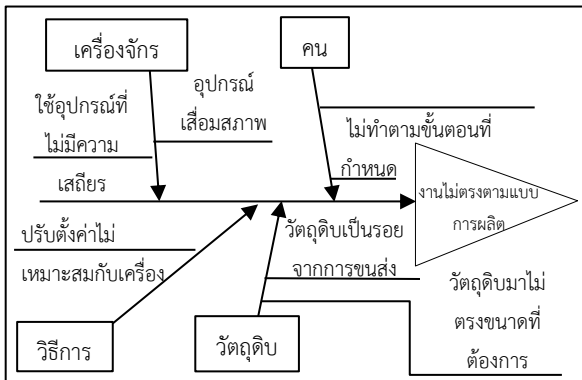 เครื่องจักร
คน
ใช้อุปกรณ์ที่
ไม่มีความ
เสถียร
อุปกรณ์
เสื่อมสภาพ
ไม่ทำตามขั้นตอนที่
กำหนด
งานไม่ตรงตามแบบ
การผลิต
ปรับตั้งค่าไม่
เหมาะสมกับเครื่อง
วัตถุดิบเป็นรอย
จากการขนส่ง
วัตถุดิบมาไม่
ตรงขนาดที่
ต้องการ
วิธีการ
วัตถุดิบ